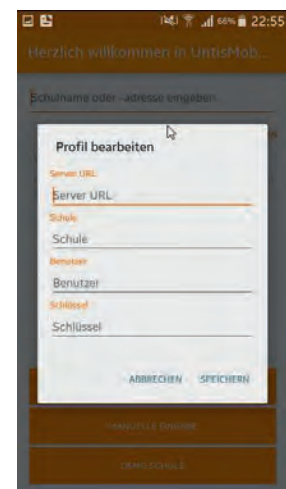 66% 22:55
Herzlich willkommen in UntisMob...
Schulname oder -adresse eingeben
Profil bearbeiten
Server URL
Server URL
Schule
Schule
Benutzer
Benutzer
Schlüssel
Schlüssel
ABBRECHEN SPEICHERN
MANUELLE EINGABE
DEMO SCHULE